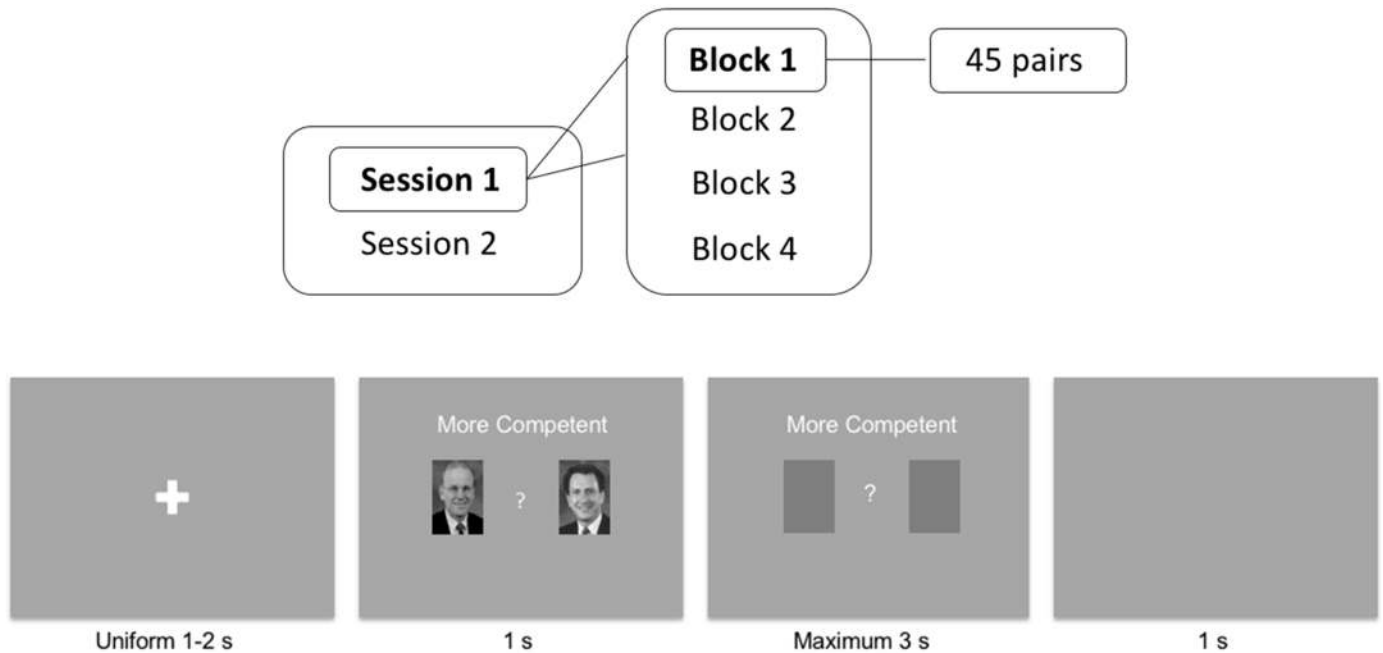 Block 1
45 pairs
Block 2
Session 1
Block 3
Session 2
Block 4
More Competent
?
More Competent
?
Uniform 1-2 s
1 s
Maximum 3 s
1 s